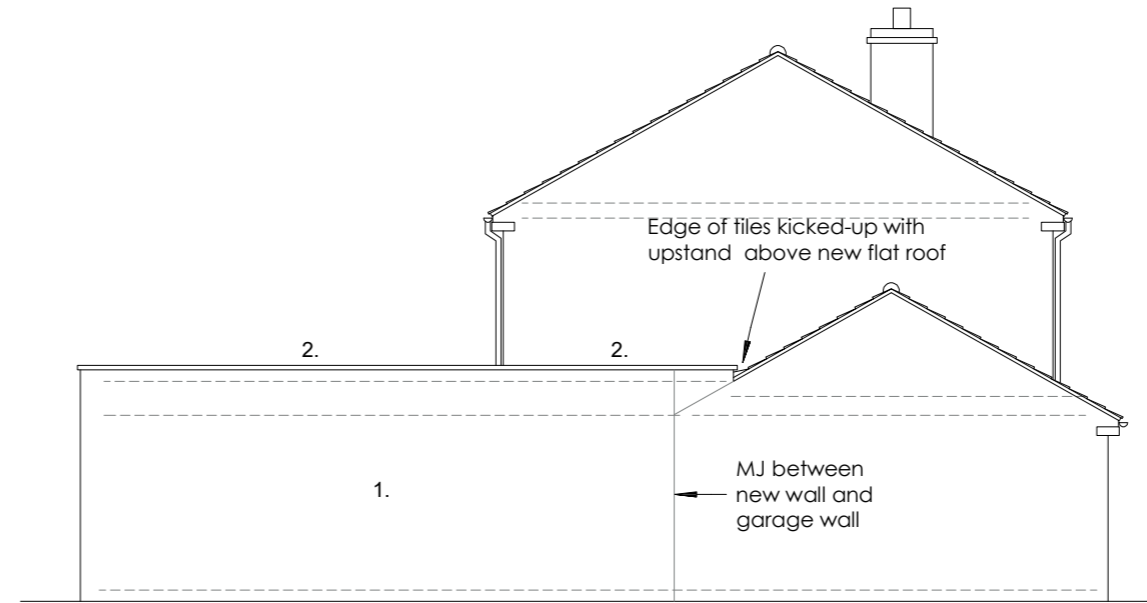 Edge of tiles kicked-up with
upstand above new flat roof
2.
2.
1.
MJ between
new wall and
garage wall